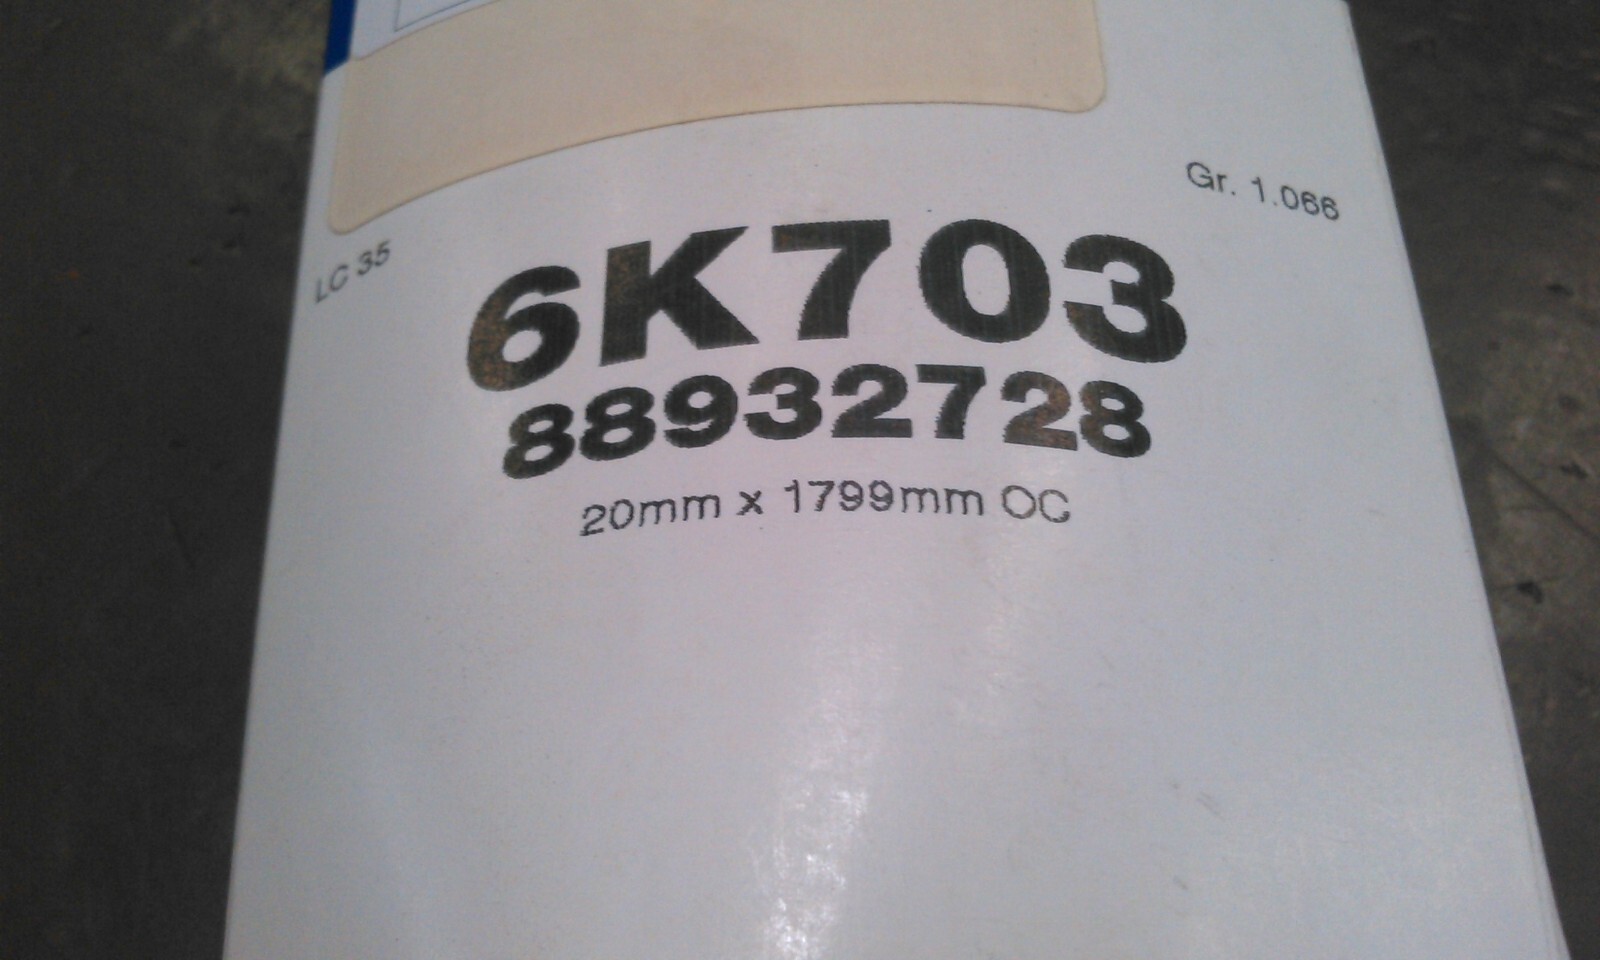 Gr. 1.066
LC 35
6K703
88932728
20mm x 1799mm OC